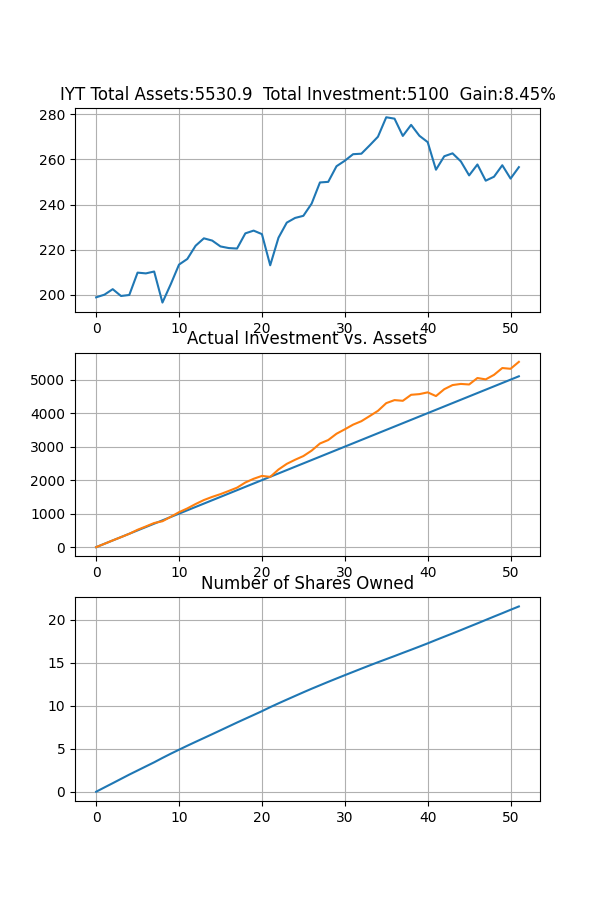 IYT Total Assets:5530.9  Total Investment:5100  Gain:8.45%
280
260
240
220
200
0 10 20 30 40 50
Actual Investment vs. Assets
5000
4000
3000
2000
1000
0
0 10 20 30 40 50
Number of Shares Owned
20
15
10
5
0
0 10 20 30 40 50